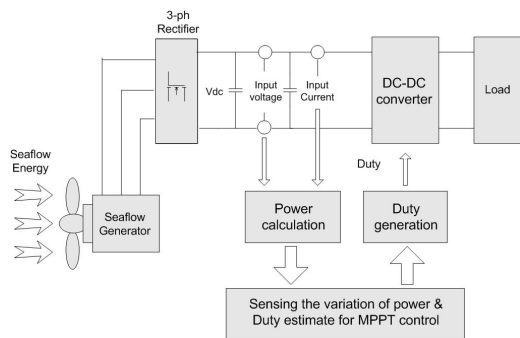 3-ph
Rectifier
Vdc
Input
voltage
Input
Current
DC-DC
converter
Load
Seaflow
Energy
Seaflow
Generator
Duty
Power
calculation
Duty
generation
Sensing the variation of power &
Duty estimate for MPPT control